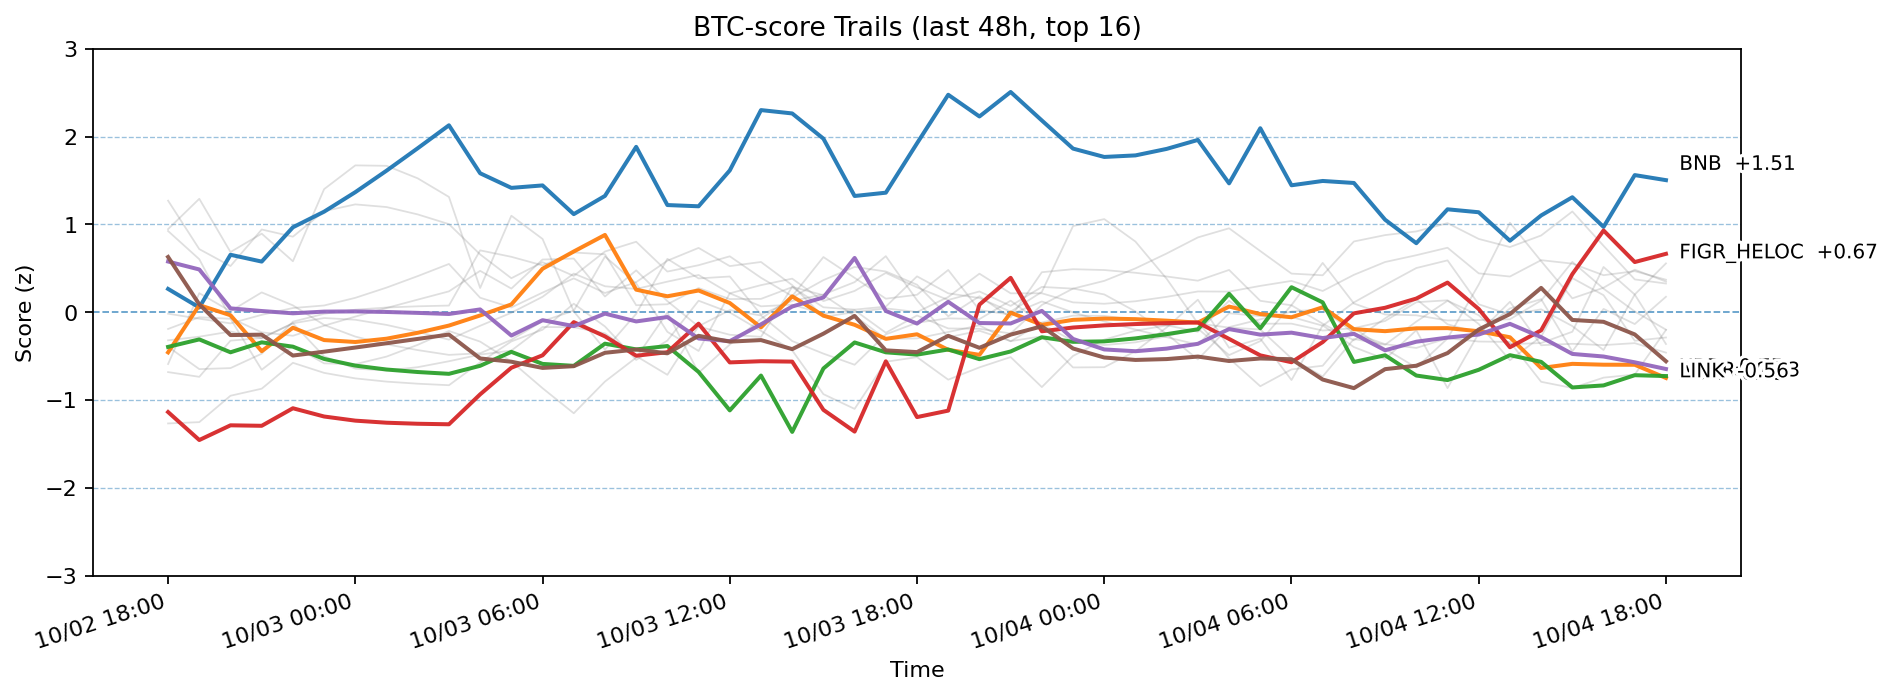 BTC-score Trails (last 48h, top 16)
Score (z)
3
2
1
0
−1
−2
−3
BNB +1.51
FIGR_HELOC +0.67
LINK
10/02 18:00
10/03 00:00
10/03 06:00
10/03 12:00
10/03 18:00
10/04 00:00
10/04 06:00
10/04 12:00
10/04 18:00
Time